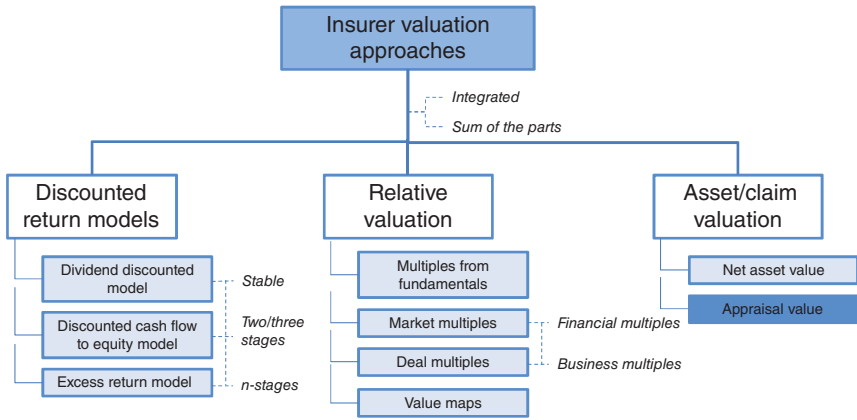 Insurer valuation
approaches
Integrated
Sum of the parts
Discounted
return models
Dividend discounted
model
Discounted cash flow
to equity model
Excess return model
Stable
Two/three
stages
n-stages
Relative
valuation
Multiples from
fundamentals
Market multiples
Deal multiples
Value maps
Financial multiples
Business multiples
Asset/claim
valuation
Net asset value
Appraisal value